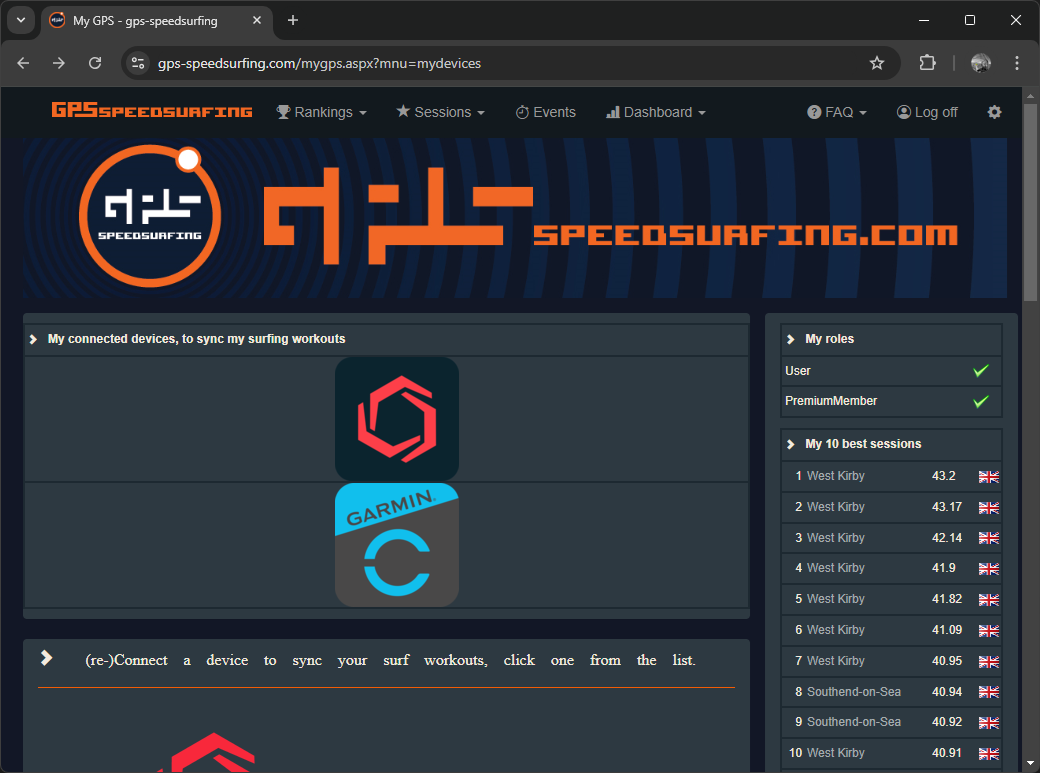 My GPS - gps-speedsurfing
gps-speedsurfing.com/mygps.aspx?mnu=mydevices
GPSSPEEDSURFING Rankings Sessions Events Dashboard FAQ Log off
gps
SPEEDSURFING
gps SPEEDSURFING.COM
My connected devices, to sync my surfing workouts
GARMIN.
(re-)Connect a device to sync your surf workouts, click one from the list.
My roles
User
PremiumMember
My 10 best sessions
1 West Kirby 43.2
2 West Kirby 43.17
3 West Kirby 42.14
4 West Kirby 41.9
5 West Kirby 41.82
6 West Kirby 41.09
7 West Kirby 40.95
8 Southend-on-Sea 40.94
9 Southend-on-Sea 40.92
10 West Kirby 40.91